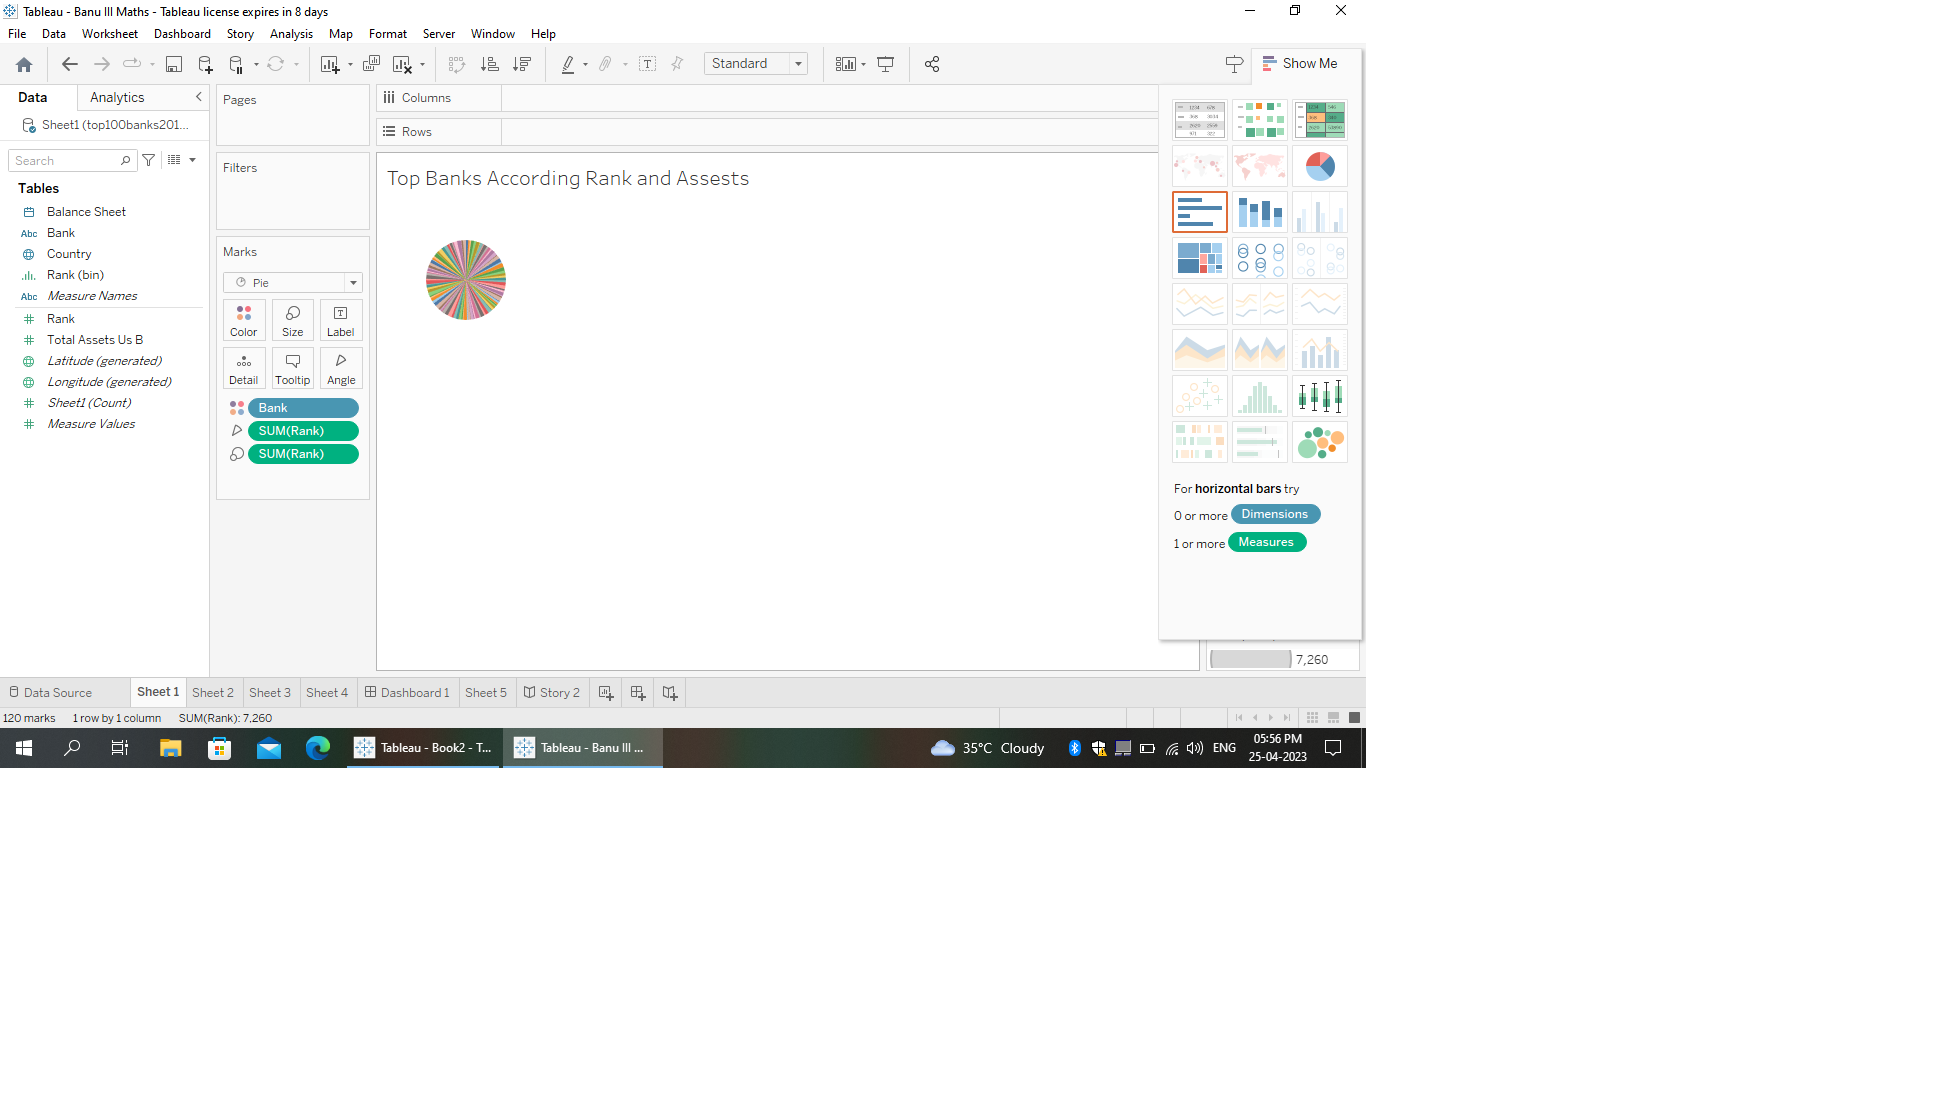 Tableau - Banu III Maths - Tableau license expires in 8 days
File Data Worksheet Dashboard Story Analysis Map Format Server Window Help
Standard
Show Me
Data Analytics
Sheet1 (top100banks201...
Search
Tables
Balance Sheet
Abc Bank
Country
Rank (bin)
Abc Measure Names
Rank
Total Assets Us B
Latitude (generated)
Longitude (generated)
Sheet1 (Count)
Measure Values
Pages
Filters
Marks
Pie
Color Size Label
Detail Tooltip Angle
Bank
SUM(Rank)
SUM(Rank)
Columns
Rows
Top Banks According Rank and Assests
For horizontal bars try
0 or more Dimensions
1 or more Measures
7,260
Data Source Sheet 1 Sheet 2 Sheet 3 Sheet 4 Dashboard 1 Sheet 5 Story 2
120 marks 1 row by 1 column SUM(Rank): 7,260
Tableau - Book2 - T... Tableau - Banu III ... 35°C Cloudy ENG 05:56 PM
25-04-2023